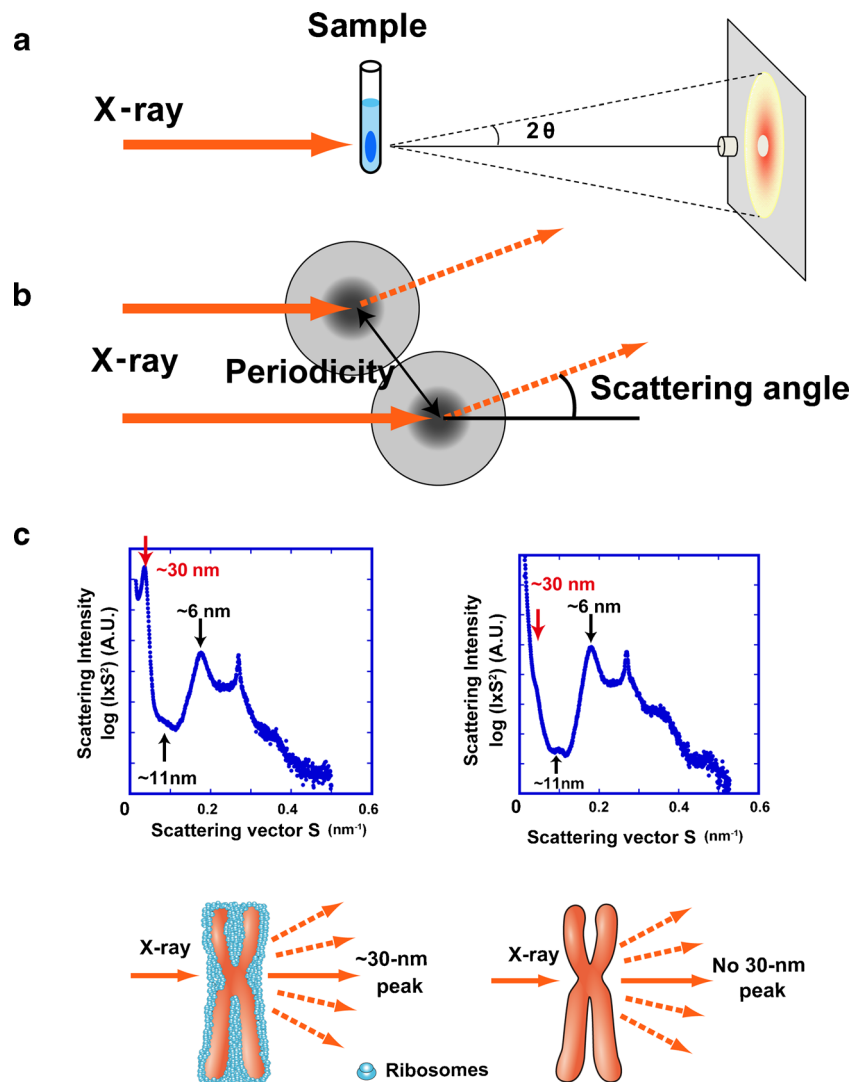 a
Sample
X-ray
2θ
b
X-ray
Periodicity
Scattering angle
c
Scattering Intensity
log (IxS²) (A.U.)
~30 nm
~6 nm
~11nm
0
0.2
0.4
0.6
Scattering vector S (nm⁻¹)
Scattering Intensity
log (IxS²) (A.U.)
~30 nm
~6 nm
~11nm
0
0.2
0.4
0.6
Scattering vector S (nm⁻¹)
X-ray
~30-nm
peak
Ribosomes
X-ray
No 30-nm
peak